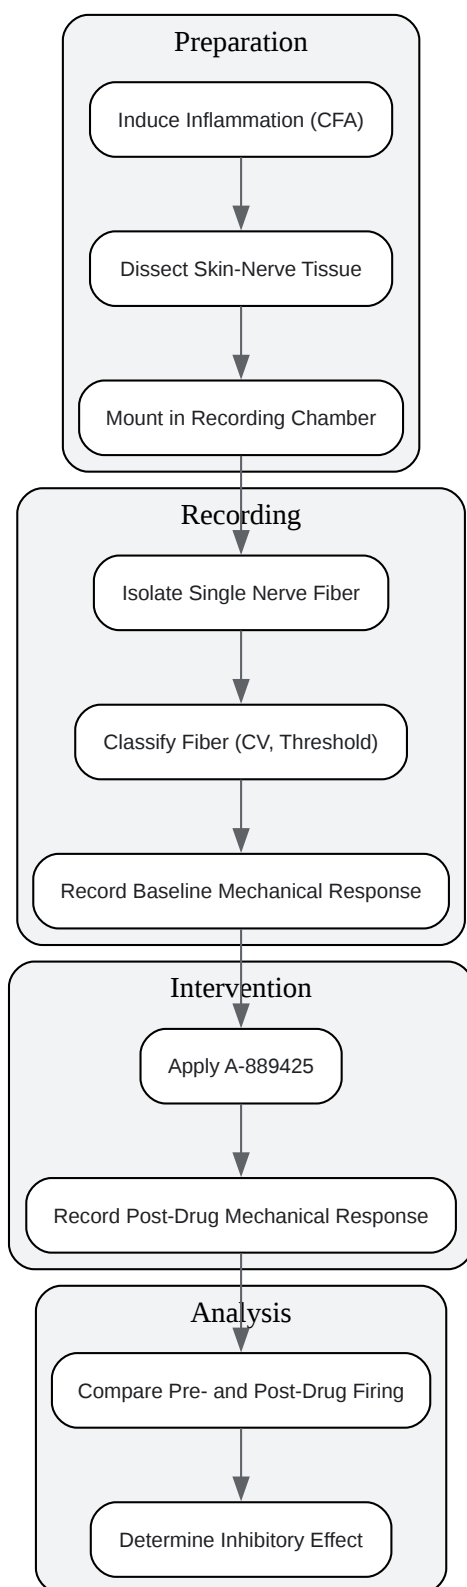 Preparation
Induce Inflammation (CFA)
Dissect Skin-Nerve Tissue
Mount in Recording Chamber
Recording
Isolate Single Nerve Fiber
Classify Fiber (CV, Threshold)
Record Baseline Mechanical Response
Intervention
Apply A-889425
Record Post-Drug Mechanical Response
Analysis
Compare Pre- and Post-Drug Firing
Determine Inhibitory Effect